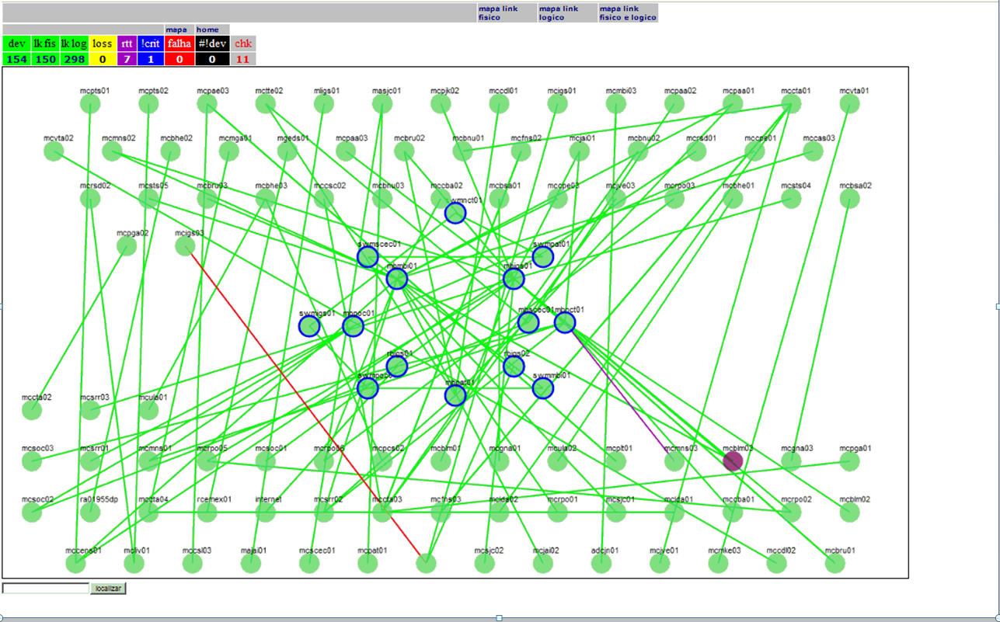 mapa link mapa link mapa link
fisico logico fisico e logico
mapa home
dev lk fis lk log loss rtt !crit falha #!dev chk
154 150 298 0 7 1 0 0 11
mcpts01 mcpts02 mcpae03 mctte02 mligs01 masjc01 mcpjk02 mccdl01 mcigs01 mcmbi03 mcpaa02 mcpaa01 mccta01 mcvta01
mcvta02 mcmns02 mcbhe02 mcmga01 mgeds01 mcpaa03 mcbru02 mcbnu01 mcfns02 mcjai01 mcbnu02 mcrsd01 mccpe01 mccas03
mcrsd02 mcsts05 mcbru03 mcbhe03 mccsc02 mcbnu03 mccba02 mcbsa01 mccpe03 mcjve03 mcrpo03 mcbhe01 mcsts04 mcbsa02
wmnct01
mcpga02 mcigs03
swmscec01 swmpat01
mbmbi01 mbigs01
swmigs01 mbpoc01 mbscec01 mbnct01
rbigs01 rbigs02
swmpoc swmmbi01
mbpat01
mccta02 mcsrr03 mcula01
mcsoc03 mcsrr01 mcmns01 mcrpo05 mcsoc01 mcrpo06 mcpcs02 mcblm01 mcgna01 mcula02 mcplt01 mcmns03 mcblm03 mcgna03 mcpga01
mcsoc02 ra01955dp mccta04 rcemex01 internet mcsrr02 mccta03 mcfns03 mclda02 mcrpo01 mcsjc01 mclda01 mccba01 mcrpo02 mcblm02
mccens01 mcliv01 mccsl03 majai01 mcscec01 mcpat01 mcsjc02 mcjai02 adcjn01 mcjve01 mcmke03 mccdl02 mcbru01
localizar